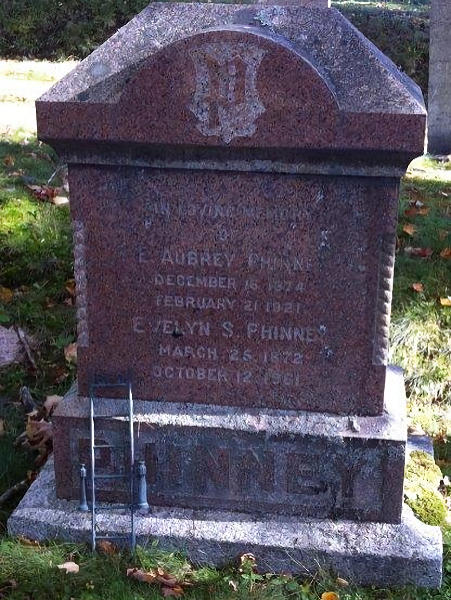 P
IN LOVING MEMORY
OF
E. AUBREY PHINNEY
DECEMBER 16, 1874
FEBRUARY 21, 1921
EVELYN S. PHINNEY
MARCH 25, 1872
OCTOBER 12, 1961
PHINNEY